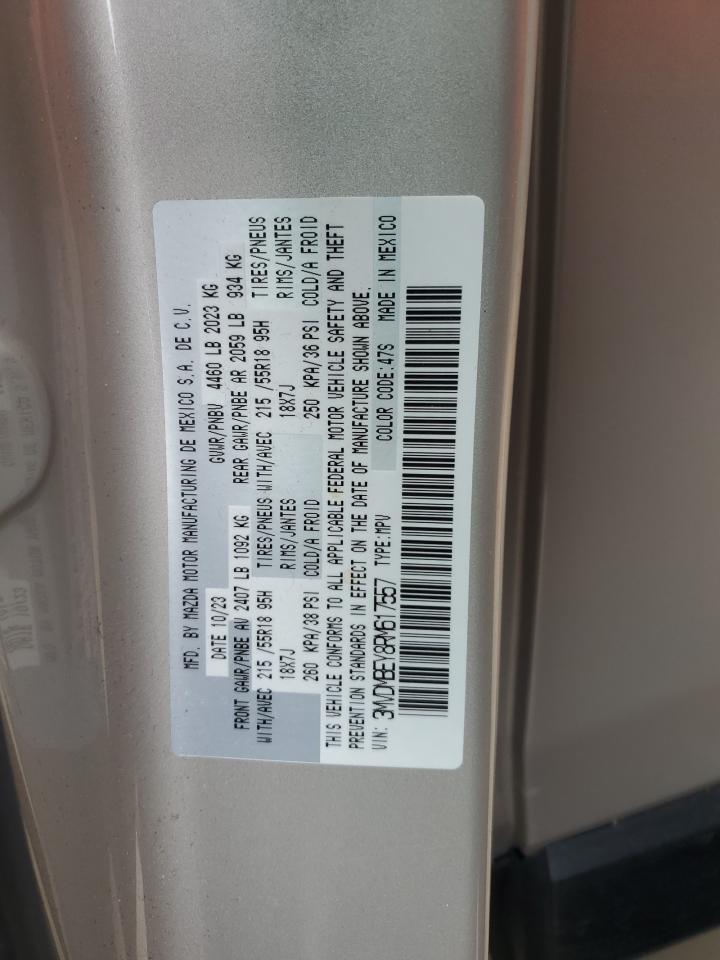 MFD. BY MAZDA MOTOR MANUFACTURING DE MEXICO S.A. DE C.V.
DATE 10/23 GVWR/PNBV 4460 LB 2023 KG
FRONT GAWR/PNBE AV 2407 LB 1092 KG REAR GAWR/PNBE AR 2059 LB 934 KG
WITH/AVEC 215 /55R18 95H TIRES/PNEUS WITH/AVEC 215 /55R18 95H TIRES/PNEUS
18X7J RIMS/JANTES 18X7J RIMS/JANTES
260 KPA/38 PSI COLD/A FROID 250 KPA/36 PSI COLD/A FROID
THIS VEHICLE CONFORMS TO ALL APPLICABLE FEDERAL MOTOR VEHICLE SAFETY AND THEFT
PREVENTION STANDARDS IN EFFECT ON THE DATE OF MANUFACTURE SHOWN ABOVE.
VIN: 3MVDMBEY8RM617557 TYPE:MPV COLOR CODE:47S MADE IN MEXICO